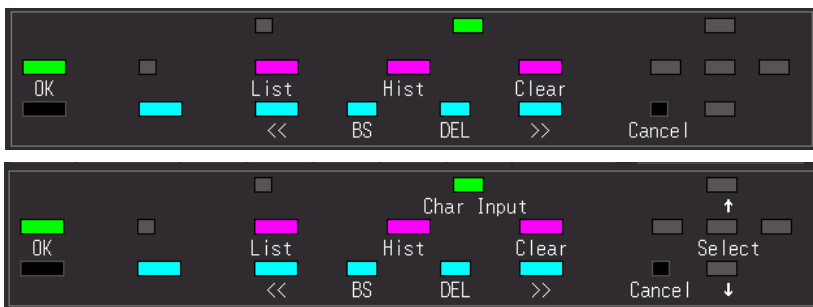 OK List Hist Clear
<< BS DEL >> Cancel
Char Input ↑
OK List Hist Clear Select
<< BS DEL >> Cancel ↓